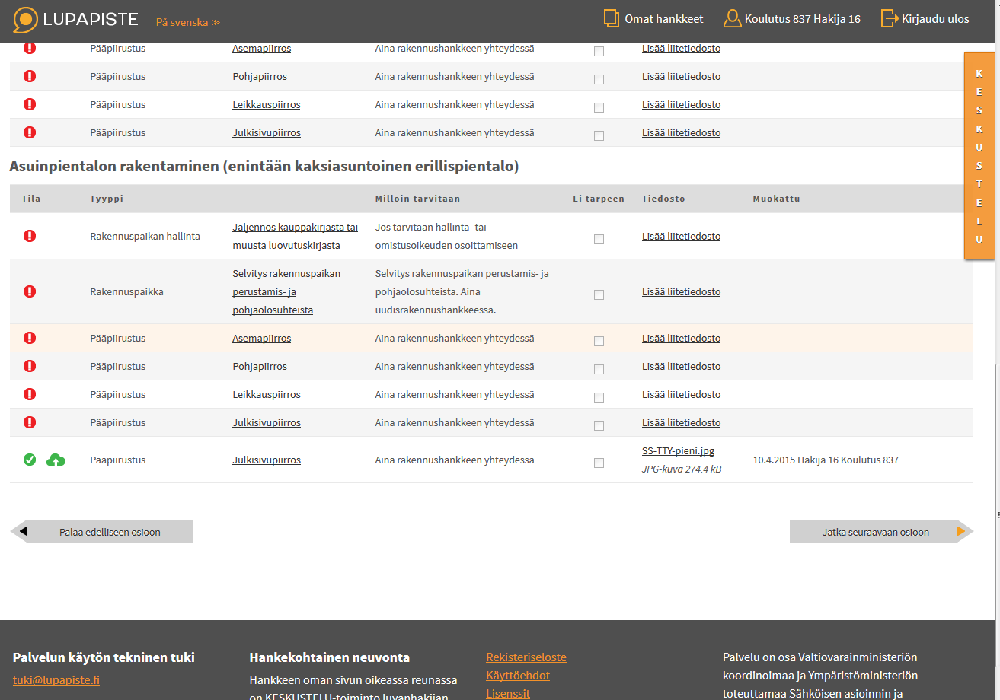 LUPAPISTE På svenska ≫ Omat hankkeet Koulutus 837 Hakija 16 Kirjaudu ulos
Pääpiirustus Asemapiirros Aina rakennushankkeen yhteydessä Lisää liitetiedosto
Pääpiirustus Pohjapiirros Aina rakennushankkeen yhteydessä Lisää liitetiedosto
Pääpiirustus Leikkauspiirros Aina rakennushankkeen yhteydessä Lisää liitetiedosto
Pääpiirustus Julkisivupiirros Aina rakennushankkeen yhteydessä Lisää liitetiedosto
KESKUSTELU
Asuinpientalon rakentaminen (enintään kaksiasuntoinen erillispientalo)
Tila Tyyppi Milloin tarvitaan Ei tarpeen Tiedosto Muokattu
Rakennuspaikan hallinta
Jäljennös kauppakirjasta tai
muusta luovutuskirjasta
Jos tarvitaan hallinta- tai
omistusoikeuden osoittamiseen
Lisää liitetiedosto
Rakennuspaikka
Selvitys rakennuspaikan
perustamis- ja
pohjaolosuhteista
Selvitys rakennuspaikan perustamis- ja
pohjaolosuhteista. Aina
uudisrakennushankkeessa.
Lisää liitetiedosto
Pääpiirustus Asemapiirros Aina rakennushankkeen yhteydessä Lisää liitetiedosto
Pääpiirustus Pohjapiirros Aina rakennushankkeen yhteydessä Lisää liitetiedosto
Pääpiirustus Leikkauspiirros Aina rakennushankkeen yhteydessä Lisää liitetiedosto
Pääpiirustus Julkisivupiirros Aina rakennushankkeen yhteydessä Lisää liitetiedosto
Pääpiirustus Julkisivupiirros Aina rakennushankkeen yhteydessä
SS-TTY-pieni.jpg
JPG-kuva 274.4 kB
10.4.2015 Hakija 16 Koulutus 837
Palaa edelliseen osioon Jatka seuraavaan osioon
Palvelun käytön tekninen tuki
tuki@lupapiste.fi
Hankekohtainen neuvonta
Hankkeen oman sivun oikeassa reunassa
on KESKUSTELU-toiminto luvanhakijan
Rekisteriseloste
Käyttöehdot
Lisenssit
Palvelu on osa Valtiovarainministeriön
koordinoimaa ja Ympäristöministeriön
toteuttamaa Sähköisen asioinnin ja